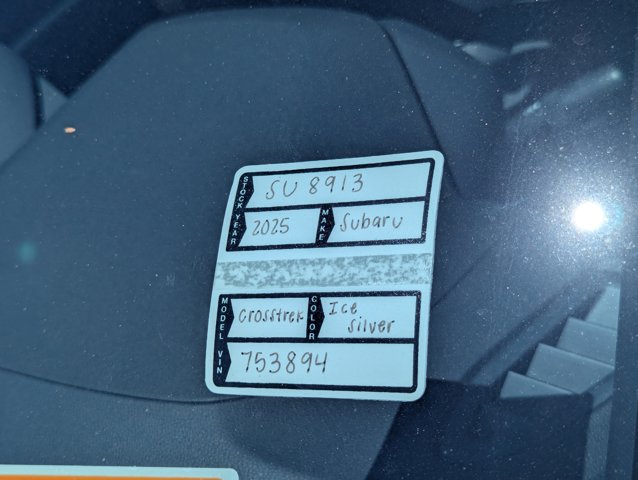 STOCK SU 8913
YEAR 2025 MAKE Subaru
MODEL Crosstrek COLOR Ice
Silver
VIN 753894